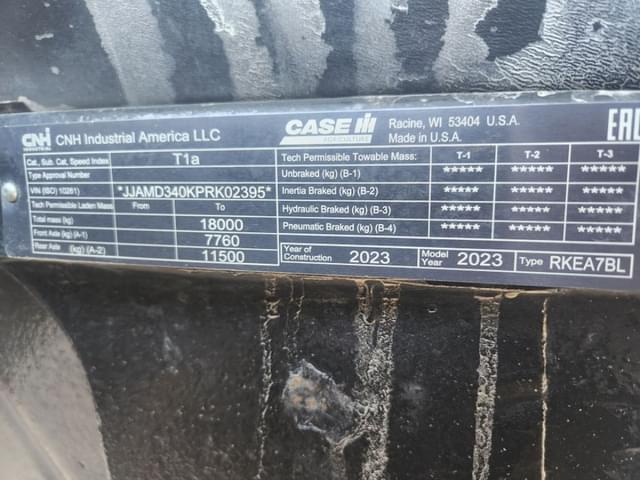 CNH INDUSTRIAL CNH Industrial America LLC CASE IH AGRICULTURE Racine, WI 53404 U.S.A. Made in U.S.A. EAC
Cat., Sub. Cat, Speed Index T1a Tech Permissible Towable Mass: T-1 T-2 T-3
Type Approval Number Unbraked (kg) (B-1) ***** ***** *****
VIN (ISO) (10261) *JJAMD340KPRK02395* Inertia Braked (kg) (B-2) ***** ***** *****
Tech Permissible Laden Mass From To Hydraulic Braked (kg) (B-3) ***** ***** *****
Total mass (kg) 18000 Pneumatic Braked (kg) (B-4) ***** ***** *****
Front Axle (kg) (A-1) 7760
Rear Axle (kg) (A-2) 11500 Year of Construction 2023 Model Year 2023 Type RKEA7BL